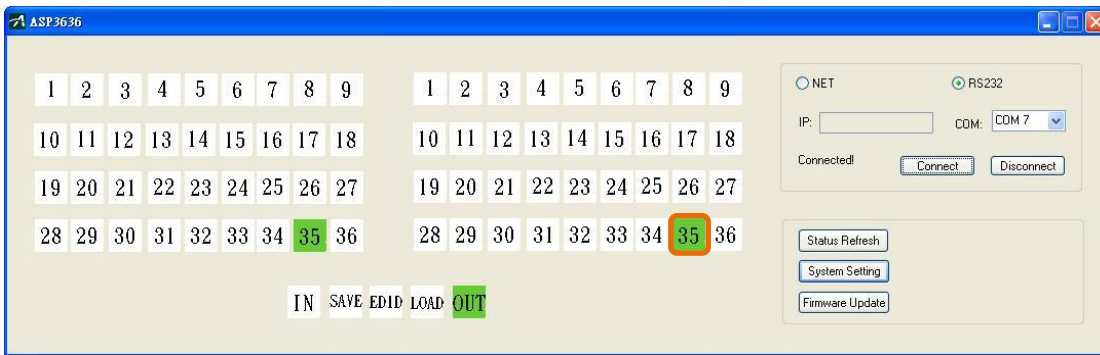 ASP3636
1 2 3 4 5 6 7 8 9
10 11 12 13 14 15 16 17 18
19 20 21 22 23 24 25 26 27
28 29 30 31 32 33 34 35 36
1 2 3 4 5 6 7 8 9
10 11 12 13 14 15 16 17 18
19 20 21 22 23 24 25 26 27
28 29 30 31 32 33 34 35 36
IN SAVE EDID LOAD OUT
NET RS232
IP: COM: COM 7
Connected! Connect Disconnect
Status Refresh
System Setting
Firmware Update